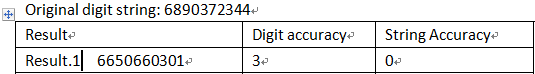 Original digit string: 6890372344
Result Digit accuracy String Accuracy
Result.1 6650660301 3 0